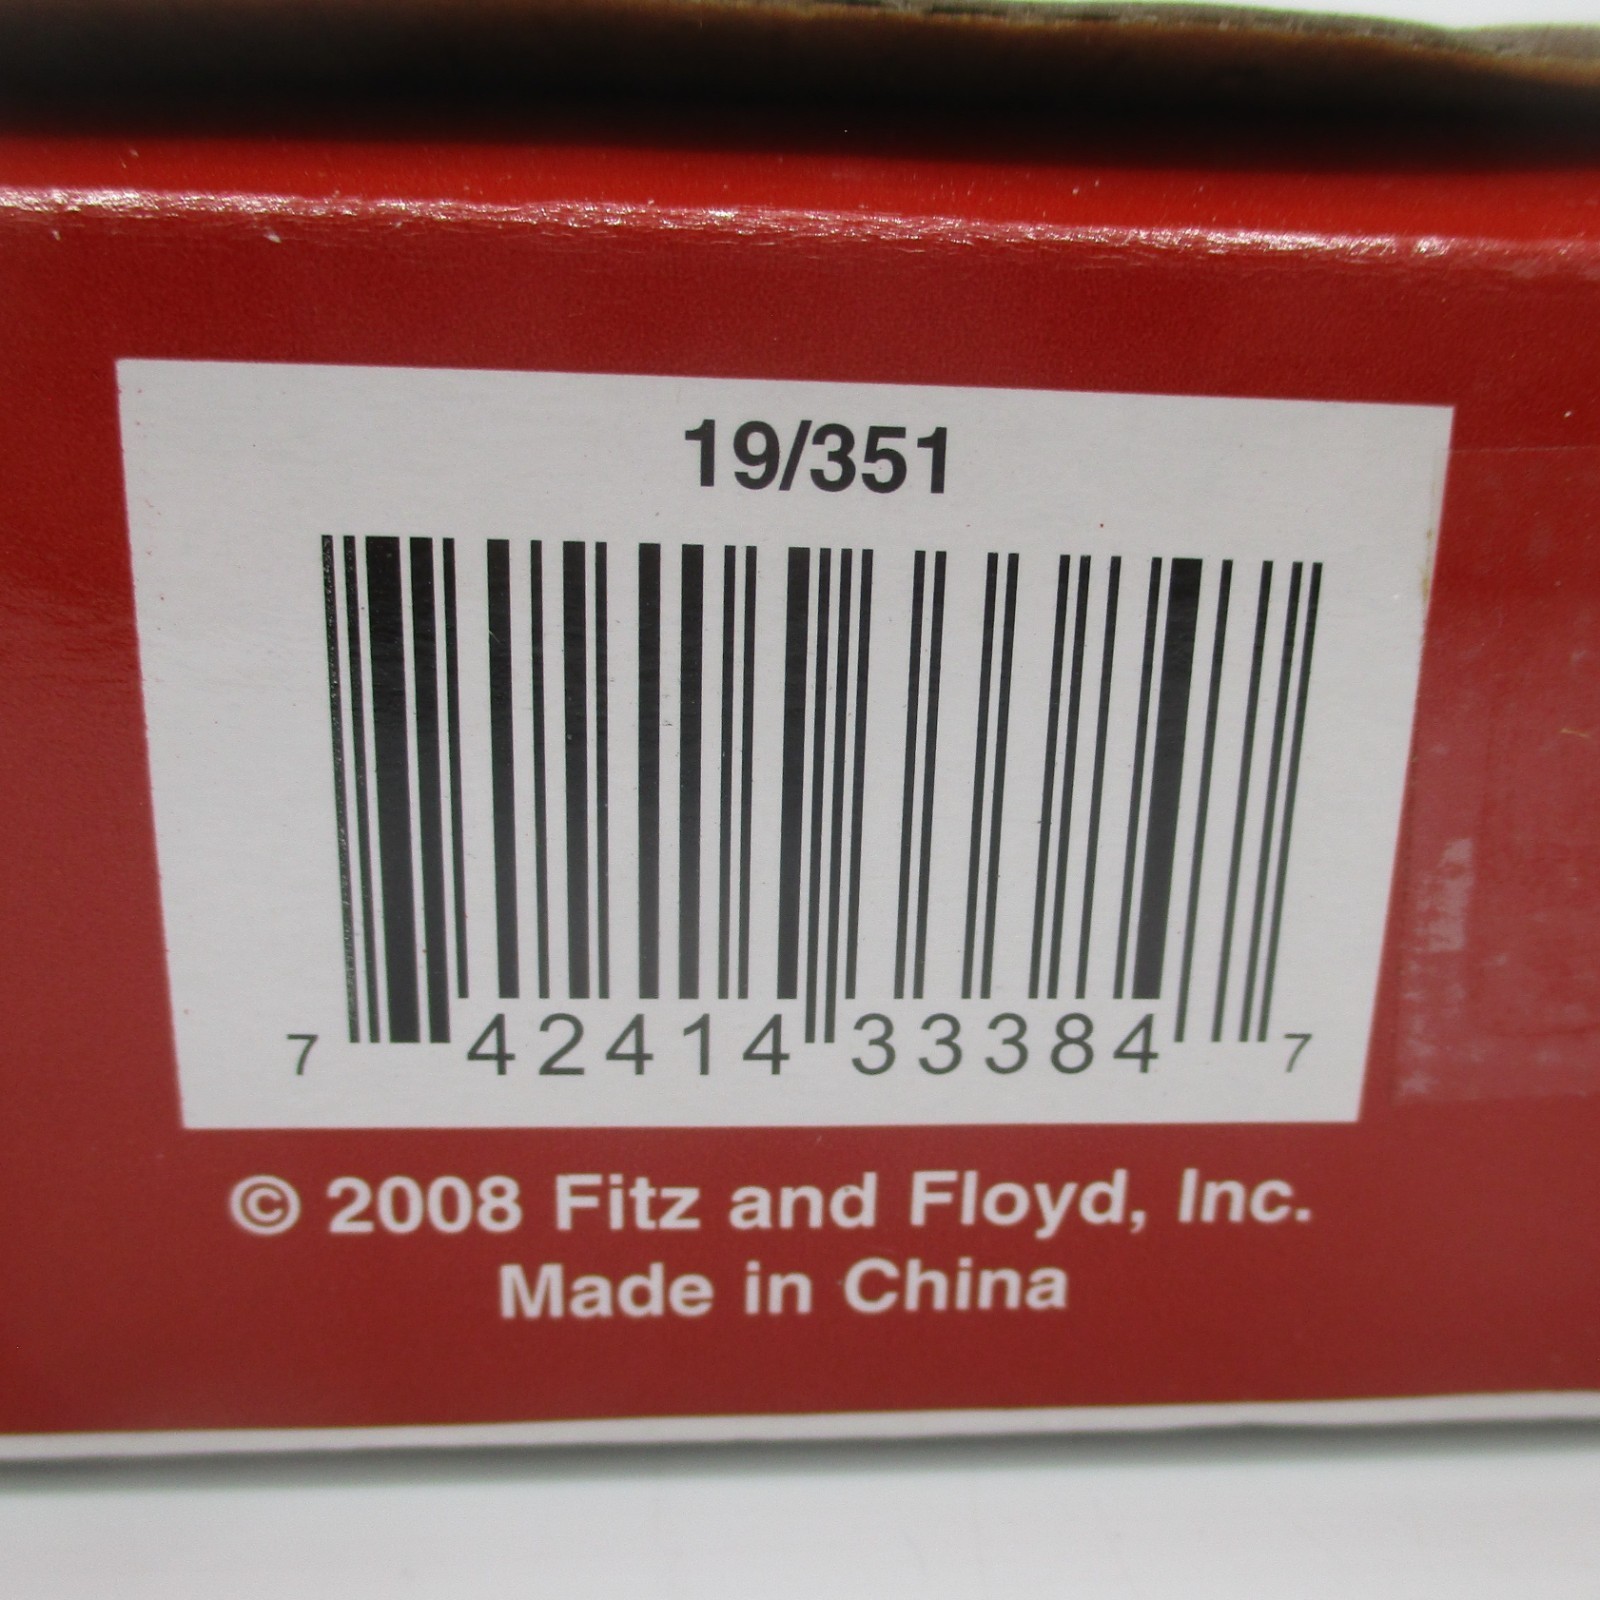 19/351
7 42414 33384 7
© 2008 Fitz and Floyd, Inc.
Made in China